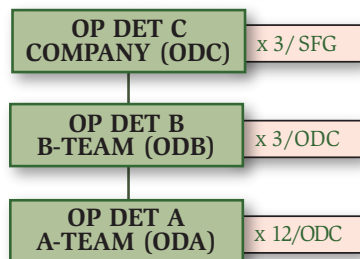 OP DET C
COMPANY (ODC)
x 3/ SFG
OP DET B
B-TEAM (ODB)
x 3/ODC
OP DET A
A-TEAM (ODA)
x 12/ODC